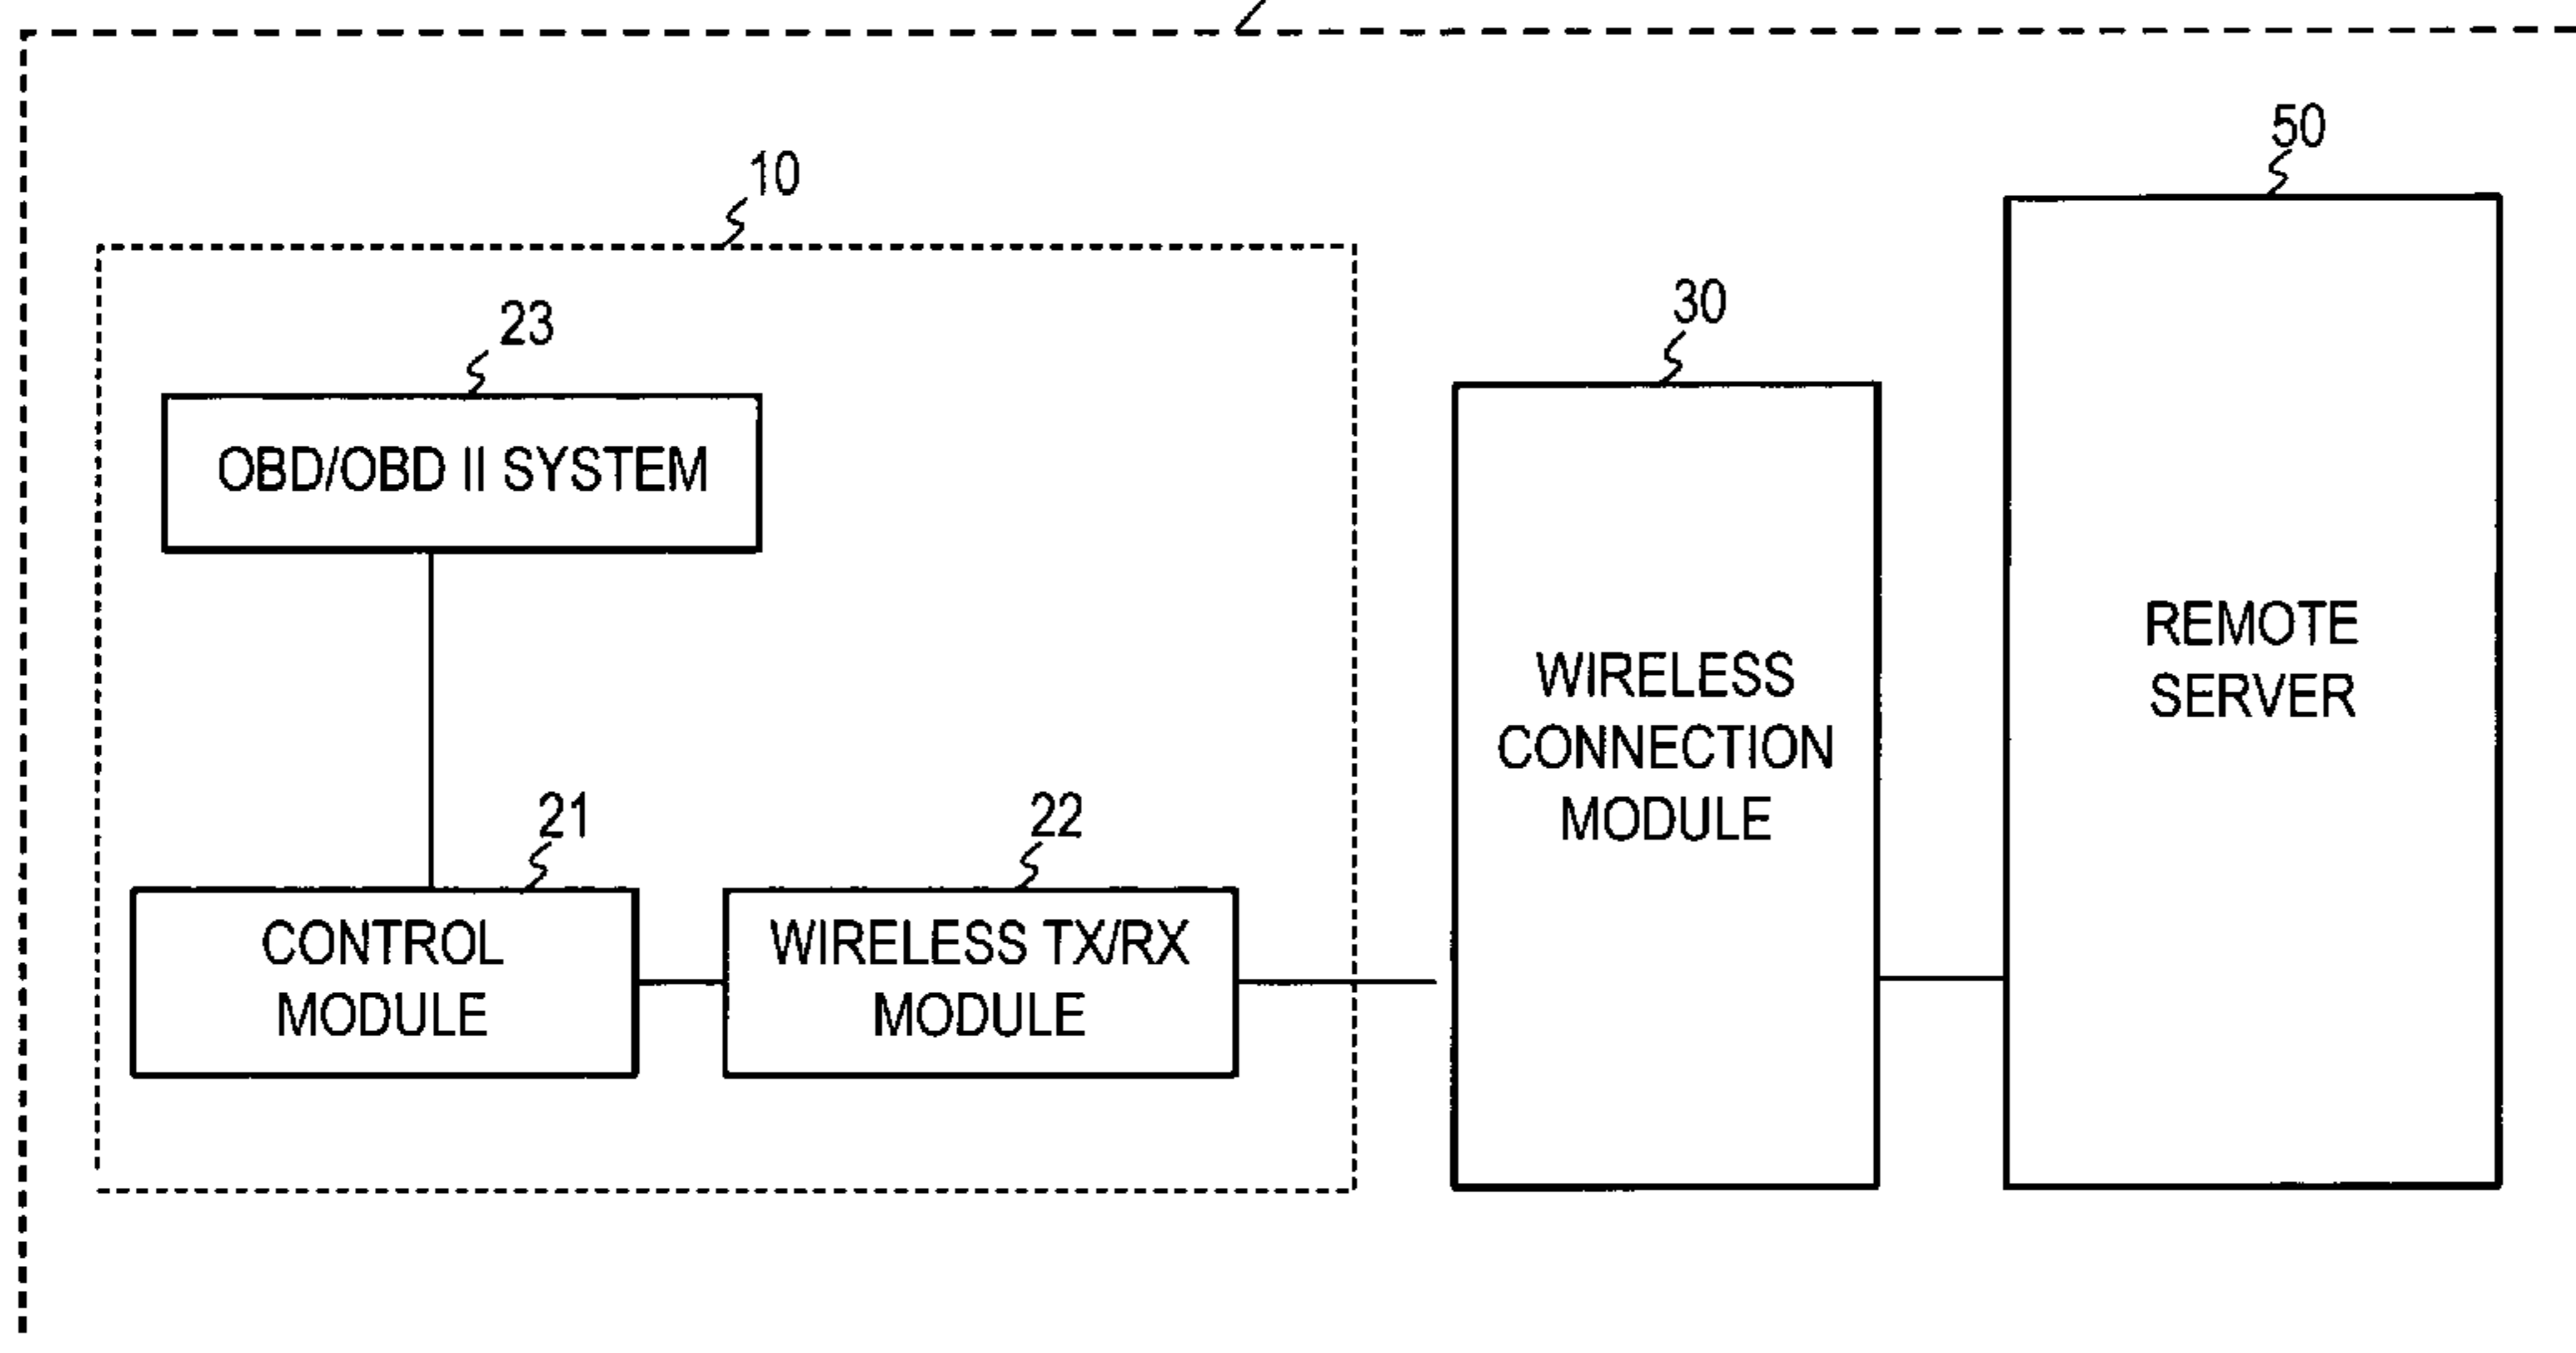 50
10
30
23
OBD/OBD II SYSTEM
WIRELESS
CONNECTION
MODULE
REMOTE
SERVER
21
22
CONTROL
MODULE
WIRELESS TX/RX
MODULE